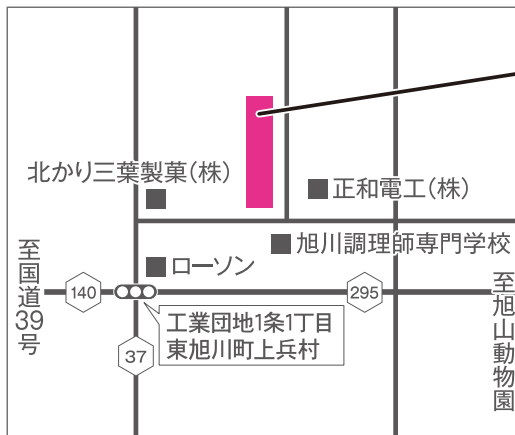 北かり三葉製菓(株)
正和電工(株)
旭川調理師専門学校
ローソン
至国道39号
140
295
至旭山動物園
工業団地1条1丁目
東旭川町上兵村
37